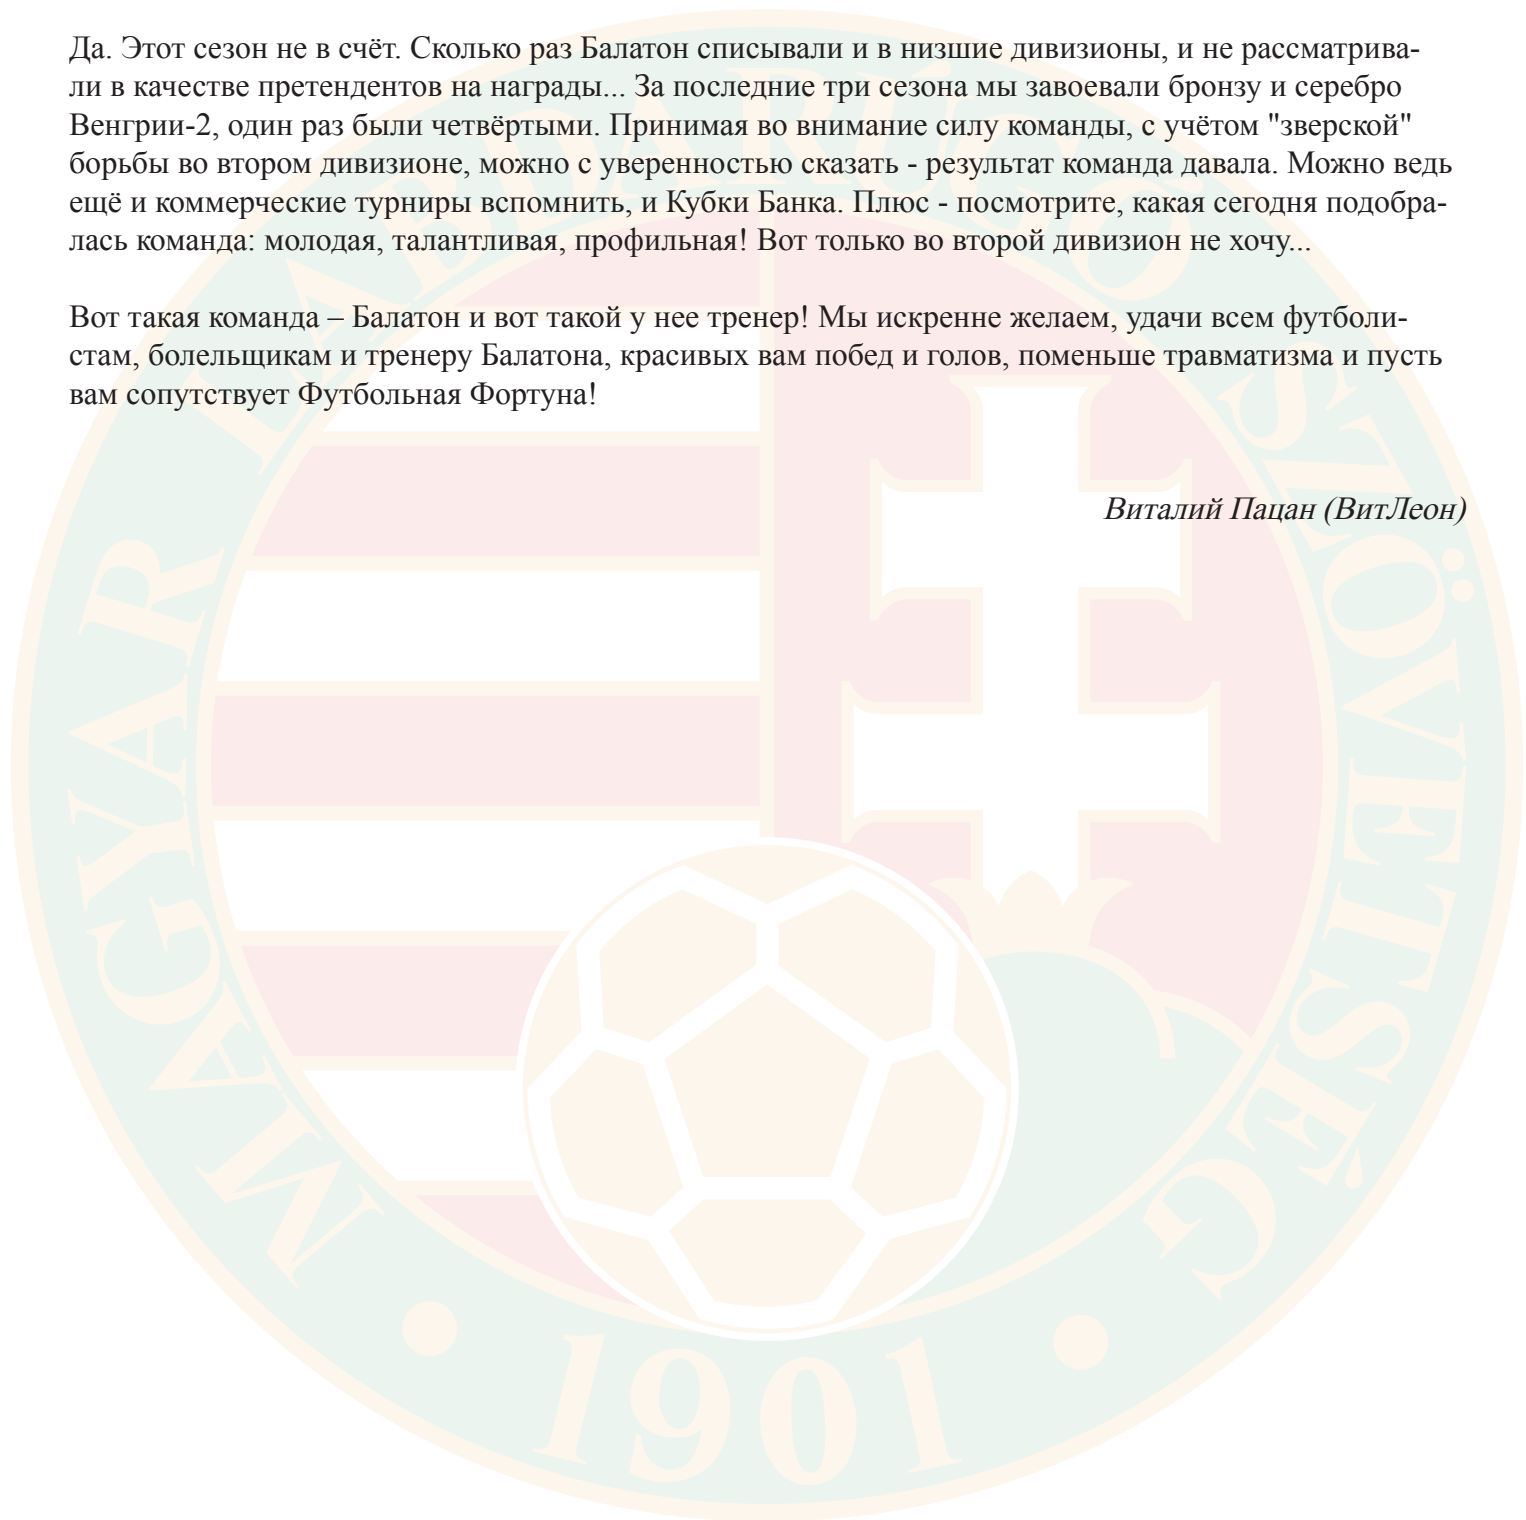 Да. Этот сезон не в счёт. Сколько раз Балатон списывали и в низшие дивизионы, и не рассматрива-
ли в качестве претендентов на награды... За последние три сезона мы завоевали бронзу и серебро
Венгрии-2, один раз были четвёртыми. Принимая во внимание силу команды, с учётом "зверской"
борьбы во втором дивизионе, можно с уверенностью сказать - результат команда давала. Можно ведь
ещё и коммерческие турниры вспомнить, и Кубки Банка. Плюс - посмотрите, какая сегодня подобра-
лась команда: молодая, талантливая, профильная! Вот только во второй дивизион не хочу...
Вот такая команда – Балатон и вот такой у нее тренер! Мы искренне желаем, удачи всем футболи-
стам, болельщикам и тренеру Балатона, красивых вам побед и голов, поменьше травматизма и пусть
вам сопутствует Футбольная Фортуна!
Виталий Пацан (ВитЛеон)
MAGYAR LABDARÚGÓ SZÖVETSÉG
1901